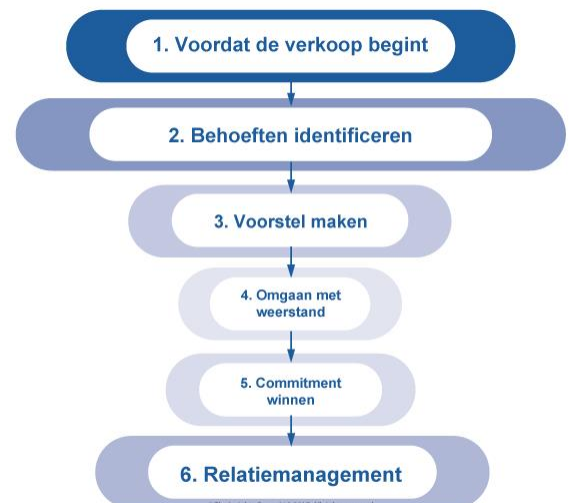 1. Voordat de verkoop begint
2. Behoeften identificeren
3. Voorstel maken
4. Omgaan met
weerstand
5. Commitment
winnen
6. Relatiemanagement